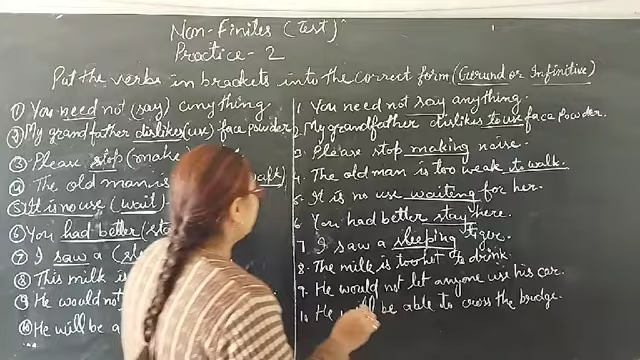 Non-Finites (Test)
Practice - 2
Put the verbs in brackets into the correct form (Gerund or Infinitive)
① You need not (say) anything.
② My grandfather dislikes (use) face powder
③ Please stop (make
④ The old man is walk)
⑤ It is no use (wait)
⑥ You had better (sta
⑦ I saw a (sl
⑧ This milk is
⑨ He would not
⑩ He will be a
1. You need not say anything.
2. My grandfather dislikes to use face powder.
3. Please stop making noise.
4. The old man is too weak to walk.
5. It is no use waiting for her.
6. You had better stay here.
7. I saw a sleeping tiger.
8. The milk is too hot to drink.
9. He would not let anyone use his car.
10. He will be able to cross the bridge.